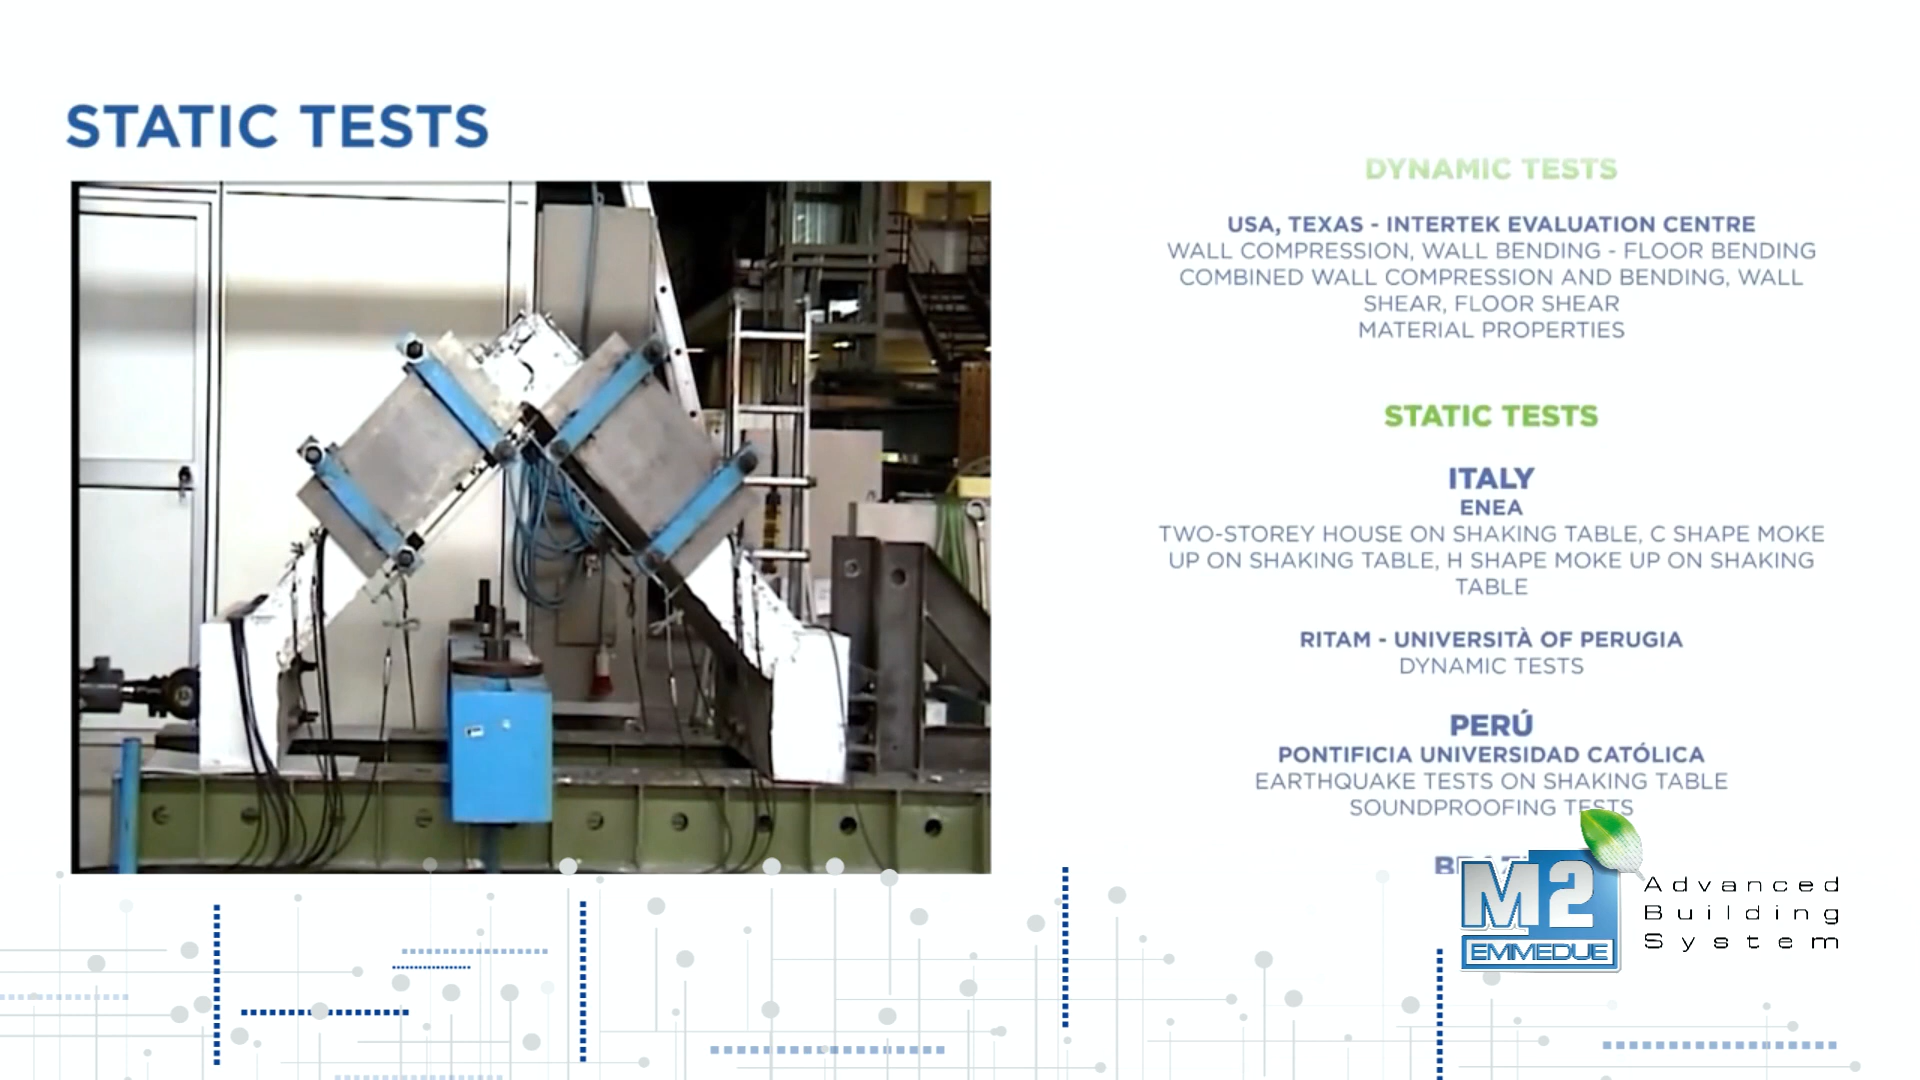 STATIC TESTS
DYNAMIC TESTS
USA, TEXAS - INTERTEK EVALUATION CENTRE
WALL COMPRESSION, WALL BENDING - FLOOR BENDING
COMBINED WALL COMPRESSION AND BENDING, WALL
SHEAR, FLOOR SHEAR
MATERIAL PROPERTIES
STATIC TESTS
ITALY
ENEA
TWO-STOREY HOUSE ON SHAKING TABLE, C SHAPE MOKE
UP ON SHAKING TABLE, H SHAPE MOKE UP ON SHAKING
TABLE
RITAM - UNIVERSITÀ OF PERUGIA
DYNAMIC TESTS
PERÚ
PONTIFICIA UNIVERSIDAD CATÓLICA
EARTHQUAKE TESTS ON SHAKING TABLE
SOUNDPROOFING TESTS
M2
EMMEDUE
Advanced
Building
System